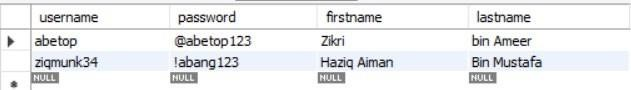 username password firstname lastname
abetop @abetop123 Zikri bin Ameer
ziqmunk34 !abang123 Haziq Aiman Bin Mustafa
NULL NULL NULL NULL